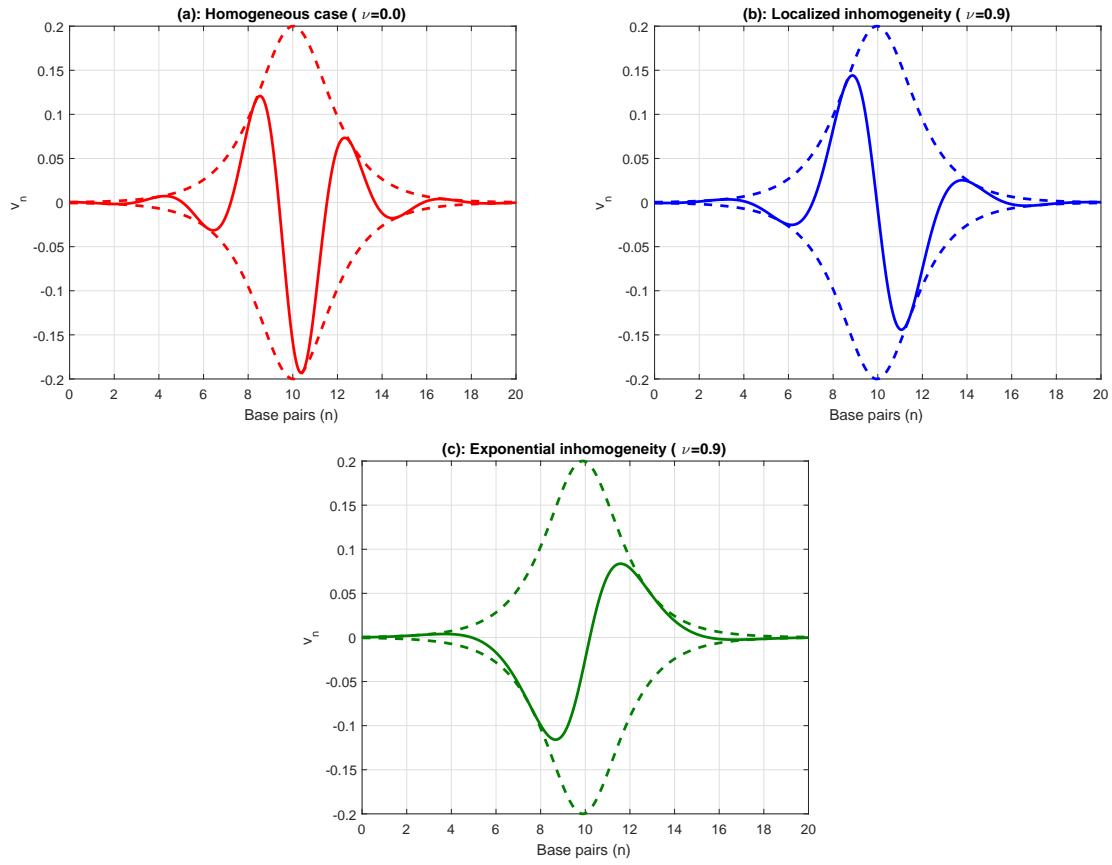 (a): Homogeneous case ( ν=0.0)
0.2
0.15
0.1
0.05
0
-0.05
-0.1
-0.15
-0.2
v_n
0 2 4 6 8 10 12 14 16 18 20
Base pairs (n)
(b): Localized inhomogeneity ( ν=0.9)
0.2
0.15
0.1
0.05
0
-0.05
-0.1
-0.15
-0.2
v_n
0 2 4 6 8 10 12 14 16 18 20
Base pairs (n)
(c): Exponential inhomogeneity ( ν=0.9)
0.2
0.15
0.1
0.05
0
-0.05
-0.1
-0.15
-0.2
v_n
0 2 4 6 8 10 12 14 16 18 20
Base pairs (n)